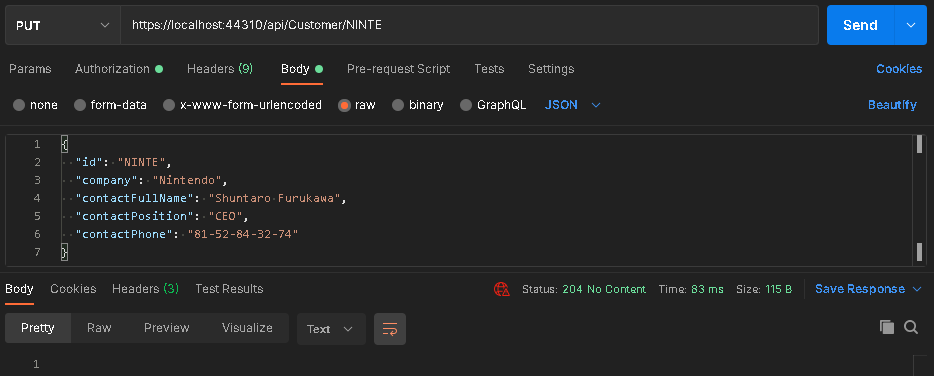 PUT https://localhost:44310/api/Customer/NINTE Send
Params Authorization Headers (9) Body Pre-request Script Tests Settings Cookies
none form-data x-www-form-urlencoded raw binary GraphQL JSON Beautify
1 {
2 "id": "NINTE",
3 "company": "Nintendo",
4 "contactFullName": "Shuntaro Furukawa",
5 "contactPosition": "CEO",
6 "contactPhone": "81-52-84-32-74"
7 }
Body Cookies Headers (3) Test Results Status: 204 No Content Time: 83 ms Size: 115 B Save Response
Pretty Raw Preview Visualize Text
1